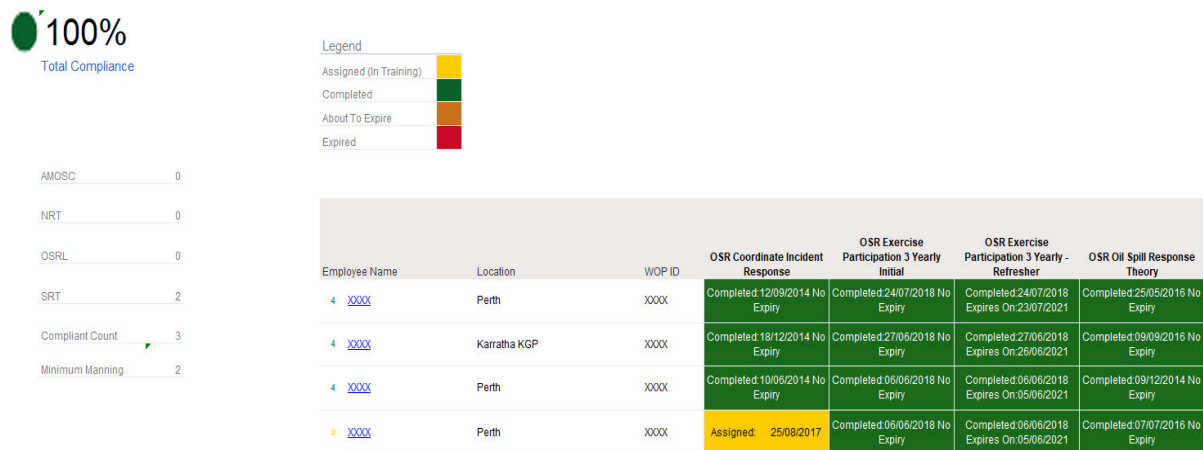 100%
Total Compliance
Legend
Assigned (In Training)
Completed
About To Expire
Expired
AMOSC 0
NRT 0
OSRL 0
SRT 2
Compliant Count 3
Minimum Manning 2
Employee Name
Location
WOP ID
OSR Coordinate Incident
Response
OSR Exercise
Participation 3 Yearly
Initial
OSR Exercise
Participation 3 Yearly -
Refresher
OSR Oil Spill Response
Theory
4 XXXX Perth XXXX
Completed:12/09/2014 No
Expiry
Completed:24/07/2018 No
Expiry
Completed:24/07/2018
Expires On:23/07/2021
Completed:25/05/2016 No
Expiry
4 XXXX Karratha KGP XXXX
Completed:18/12/2014 No
Expiry
Completed:27/06/2018 No
Expiry
Completed:27/06/2018
Expires On:26/06/2021
Completed:09/09/2016 No
Expiry
4 XXXX Perth XXXX
Completed:10/06/2014 No
Expiry
Completed:06/06/2018 No
Expiry
Completed:06/06/2018
Expires On:05/06/2021
Completed:09/12/2014 No
Expiry
XXXX Perth XXXX
Assigned: 25/08/2017
Completed:06/06/2018 No
Expiry
Completed:06/06/2018
Expires On:05/06/2021
Completed:07/07/2016 No
Expiry